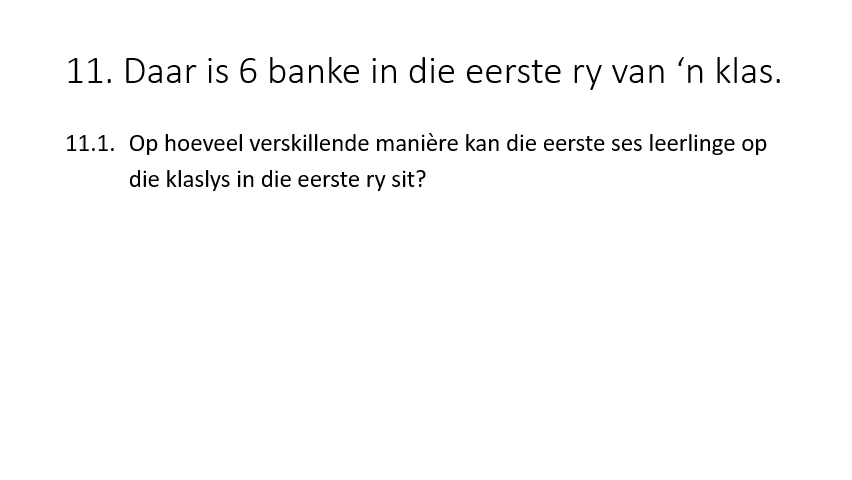 11. Daar is 6 banke in die eerste ry van ‘n klas.
11.1. Op hoeveel verskillende manière kan die eerste ses leerlinge op
die klaslys in die eerste ry sit?